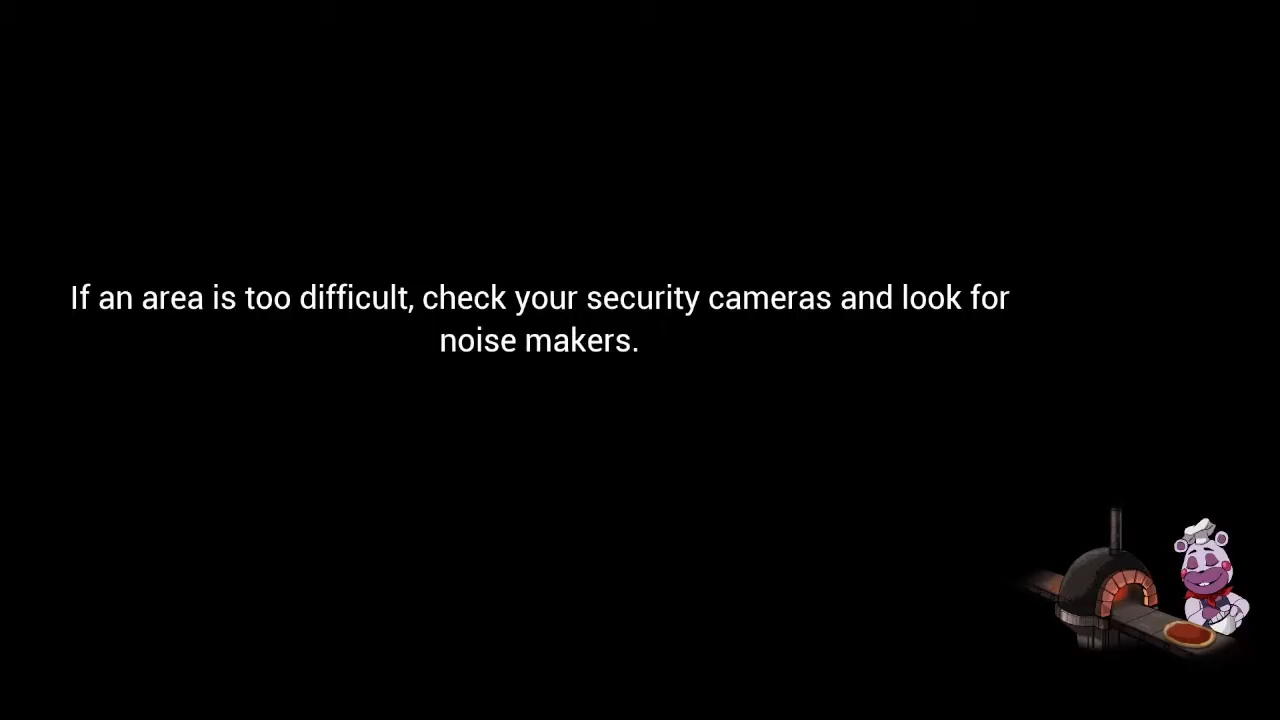 If an area is too difficult, check your security cameras and look for
noise makers.